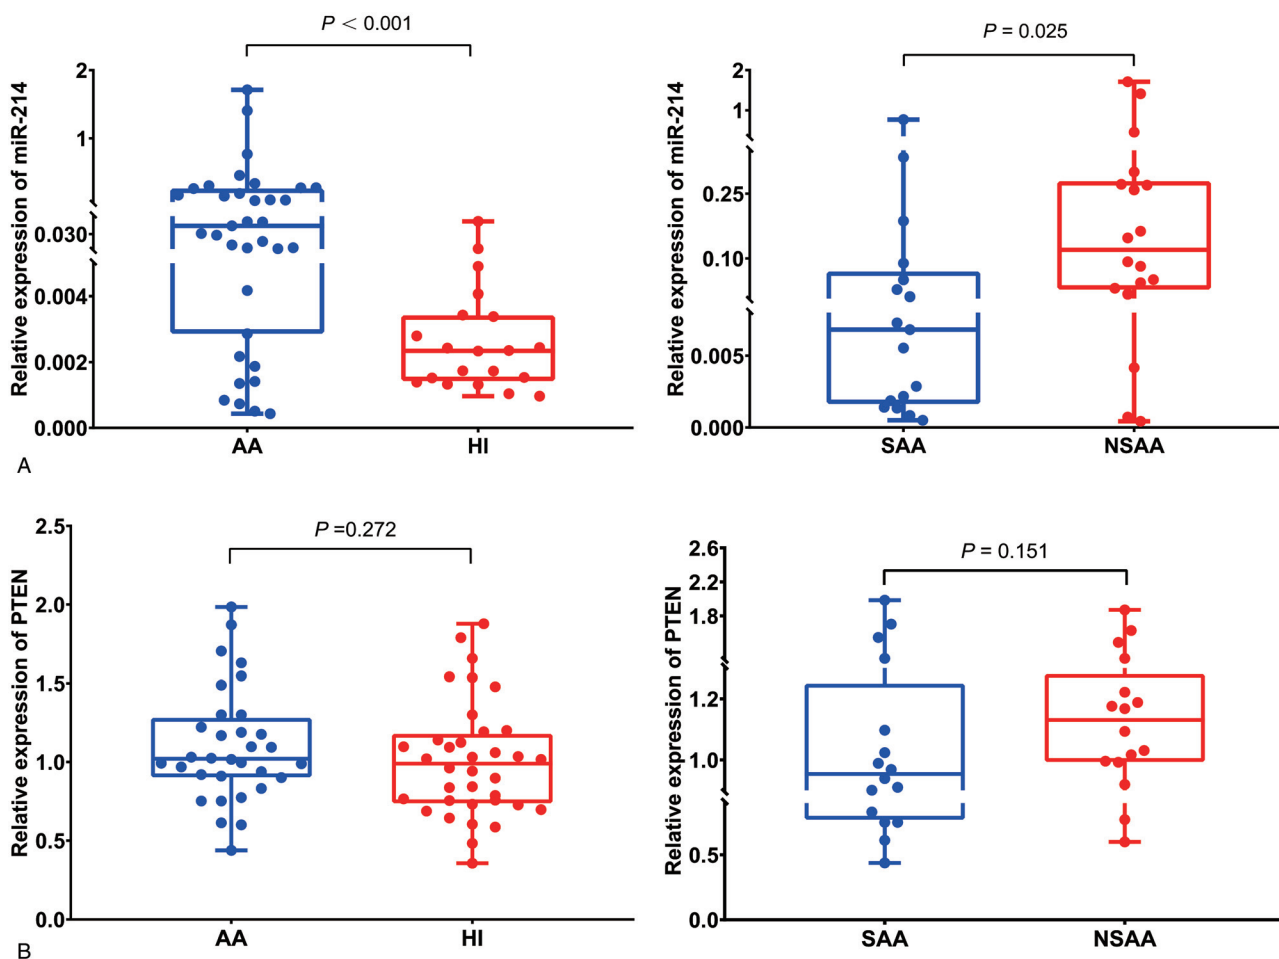 P < 0.001
Relative expression of miR-214
2
1
0.030
0.004
0.002
0.000
AA
HI
A
P = 0.025
Relative expression of miR-214
2
1
0.25
0.10
0.005
0.000
SAA
NSAA
P =0.272
Relative expression of PTEN
2.5
2.0
1.5
1.0
0.5
0.0
AA
HI
B
P = 0.151
Relative expression of PTEN
2.6
2.2
1.8
1.2
1.0
0.5
0.0
SAA
NSAA